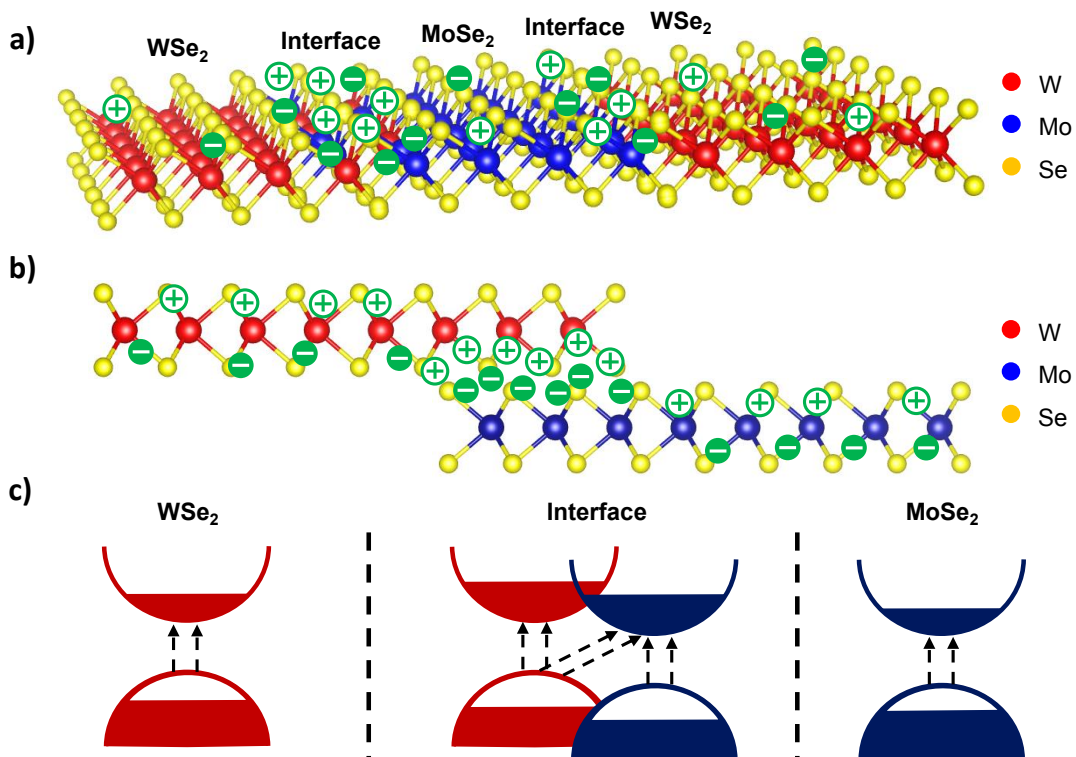 a)
WSe₂
Interface
MoSe₂
Interface
WSe₂
W
Mo
Se
b)
W
Mo
Se
c)
WSe₂
Interface
MoSe₂